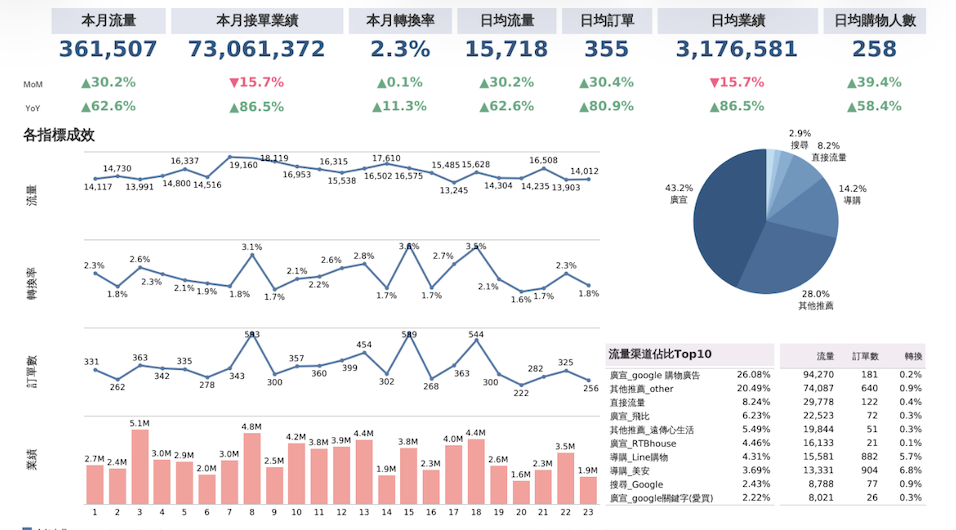 本月流量 本月接單業績 本月轉換率 日均流量 日均訂單 日均業績 日均購物人數
361,507 73,061,372 2.3% 15,718 355 3,176,581 258
MoM ▲30.2% ▼15.7% ▲0.1% ▲30.2% ▲30.4% ▼15.7% ▲39.4%
YoY ▲62.6% ▲86.5% ▲11.3% ▲62.6% ▲80.9% ▲86.5% ▲58.4%
各指標成效
流量
14,117 14,730 13,991 14,800 16,337 14,516 19,160 18,119 16,953 16,315 15,538 16,502 17,610 16,575 15,485 13,245 15,628 14,304 14,235 16,508 13,903 14,012
轉換率
2.3% 1.8% 2.6% 2.3% 2.1% 1.9% 1.8% 3.1% 1.7% 2.1% 2.2% 2.6% 2.8% 1.7% 3.6% 1.7% 2.7% 3.5% 2.1% 1.6% 1.7% 2.3% 1.8%
訂單數
331 262 363 342 335 278 343 593 300 357 360 399 454 302 589 268 363 544 300 222 282 325 256
業績
2.7M 2.4M 5.1M 3.0M 2.9M 2.0M 3.0M 4.8M 2.5M 4.2M 3.8M 3.9M 4.4M 1.9M 3.8M 2.3M 4.0M 4.4M 2.6M 1.6M 2.3M 3.5M 1.9M
1 2 3 4 5 6 7 8 9 10 11 12 13 14 15 16 17 18 19 20 21 22 23
2.9%
搜尋
8.2%
直接流量
14.2%
導購
28.0%
其他推薦
43.2%
廣宣
流量渠道佔比Top10 流量 訂單數 轉換
廣宣_google 購物廣告 26.08% 94,270 181 0.2%
其他推薦_other 20.49% 74,087 640 0.9%
直接流量 8.24% 29,778 122 0.4%
廣宣_飛比 6.23% 22,523 72 0.3%
其他推薦_遠傳心生活 5.49% 19,844 51 0.3%
廣宣_RTBhouse 4.46% 16,133 21 0.1%
導購_Line購物 4.31% 15,581 882 5.7%
導購_美安 3.69% 13,331 904 6.8%
搜尋_Google 2.43% 8,788 77 0.9%
廣宣_google關鍵字(愛買) 2.22% 8,021 26 0.3%